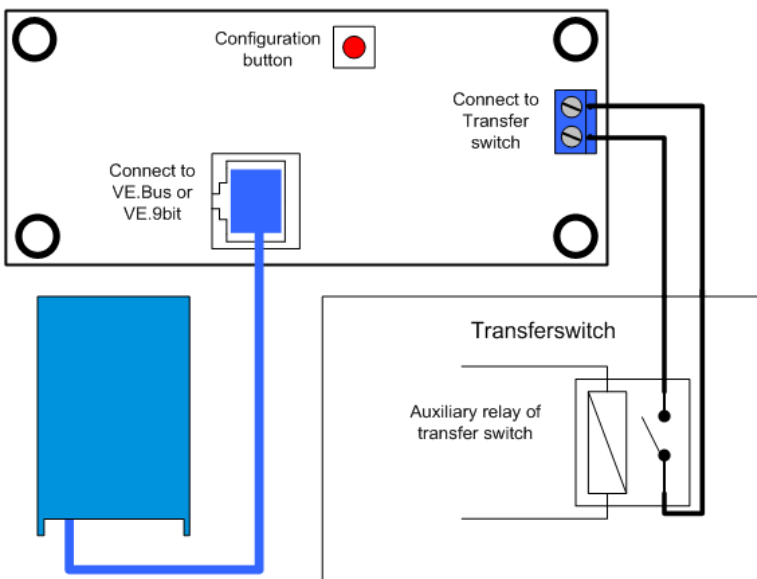 Configuration
button
Connect to
Transfer
switch
Connect to
VE.Bus or
VE.9bit
Transferswitch
Auxiliary relay of
transfer switch